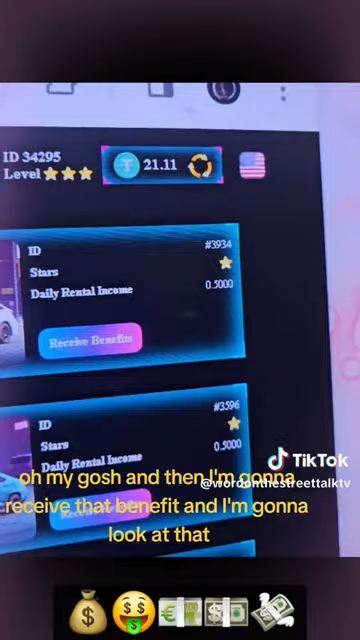 ID 34295
Level
21.11
ID #3934
Stars
Daily Rental Income 0.5000
Receive Benefits
ID #3596
Stars
Daily Rental Income 0.5000
TikTok
@wordonthestreettalktv
oh my gosh and then I'm gonna
receive that benefit and I'm gonna
look at that